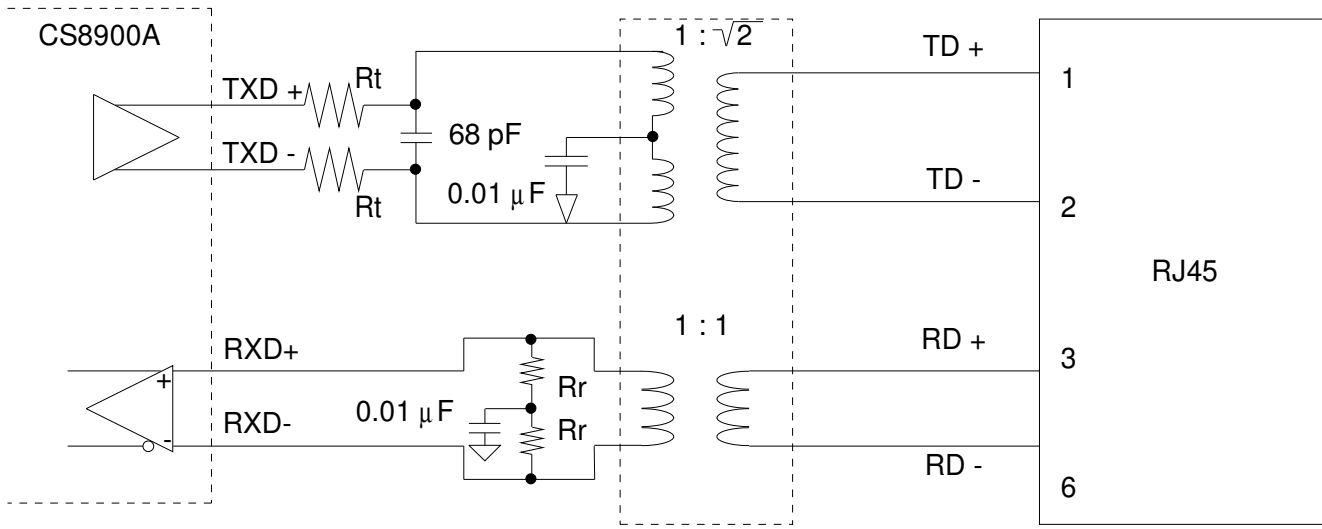 CS8900A
1 : √2
TXD +
Rt
68 pF
TXD -
Rt
0.01 μF
TD +
1
TD -
2
RJ45
1 : 1
RXD+
Rr
0.01 μF
RXD-
Rr
RD +
3
RD -
6
+
-